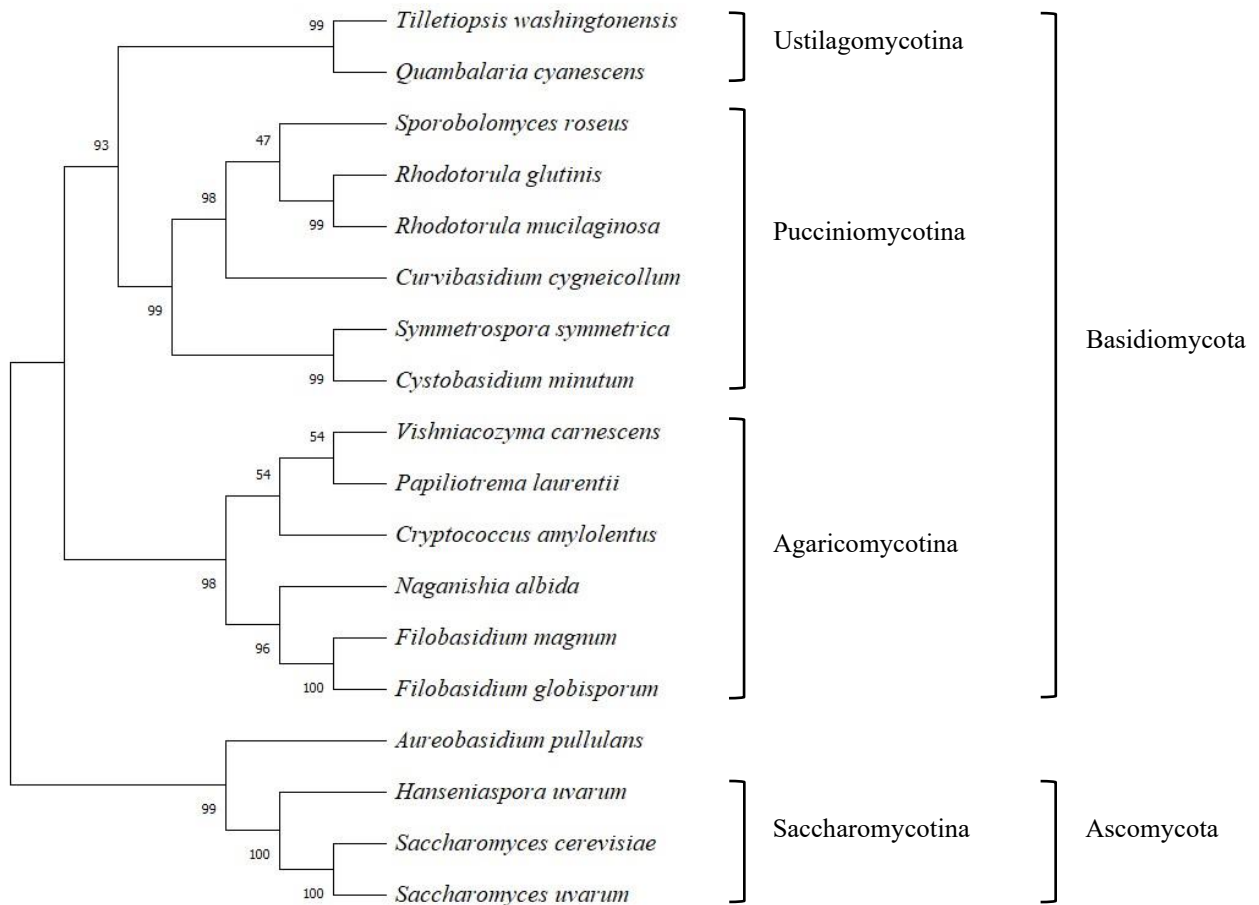 99
Tilletiopsis washingtonensis
Quambalaria cyanescens
Ustilagomycotina
93
47
Sporobolomyces roseus
98
Rhodotorula glutinis
99
Rhodotorula mucilaginosa
Pucciniomycotina
Curvibasidium cygneicollum
99
Symmetrospora symmetrica
99
Cystobasidium minutum
Basidiomycota
54
Vishniacozyma carnescens
54
Papiliotrema laurentii
Cryptococcus amylolentus
Agaricomycotina
98
Naganishia albida
96
Filobasidium magnum
100
Filobasidium globisporum
Aureobasidium pullulans
99
Hanseniaspora uvarum
100
Saccharomyces cerevisiae
Saccharomycotina
Ascomycota
100
Saccharomyces uvarum